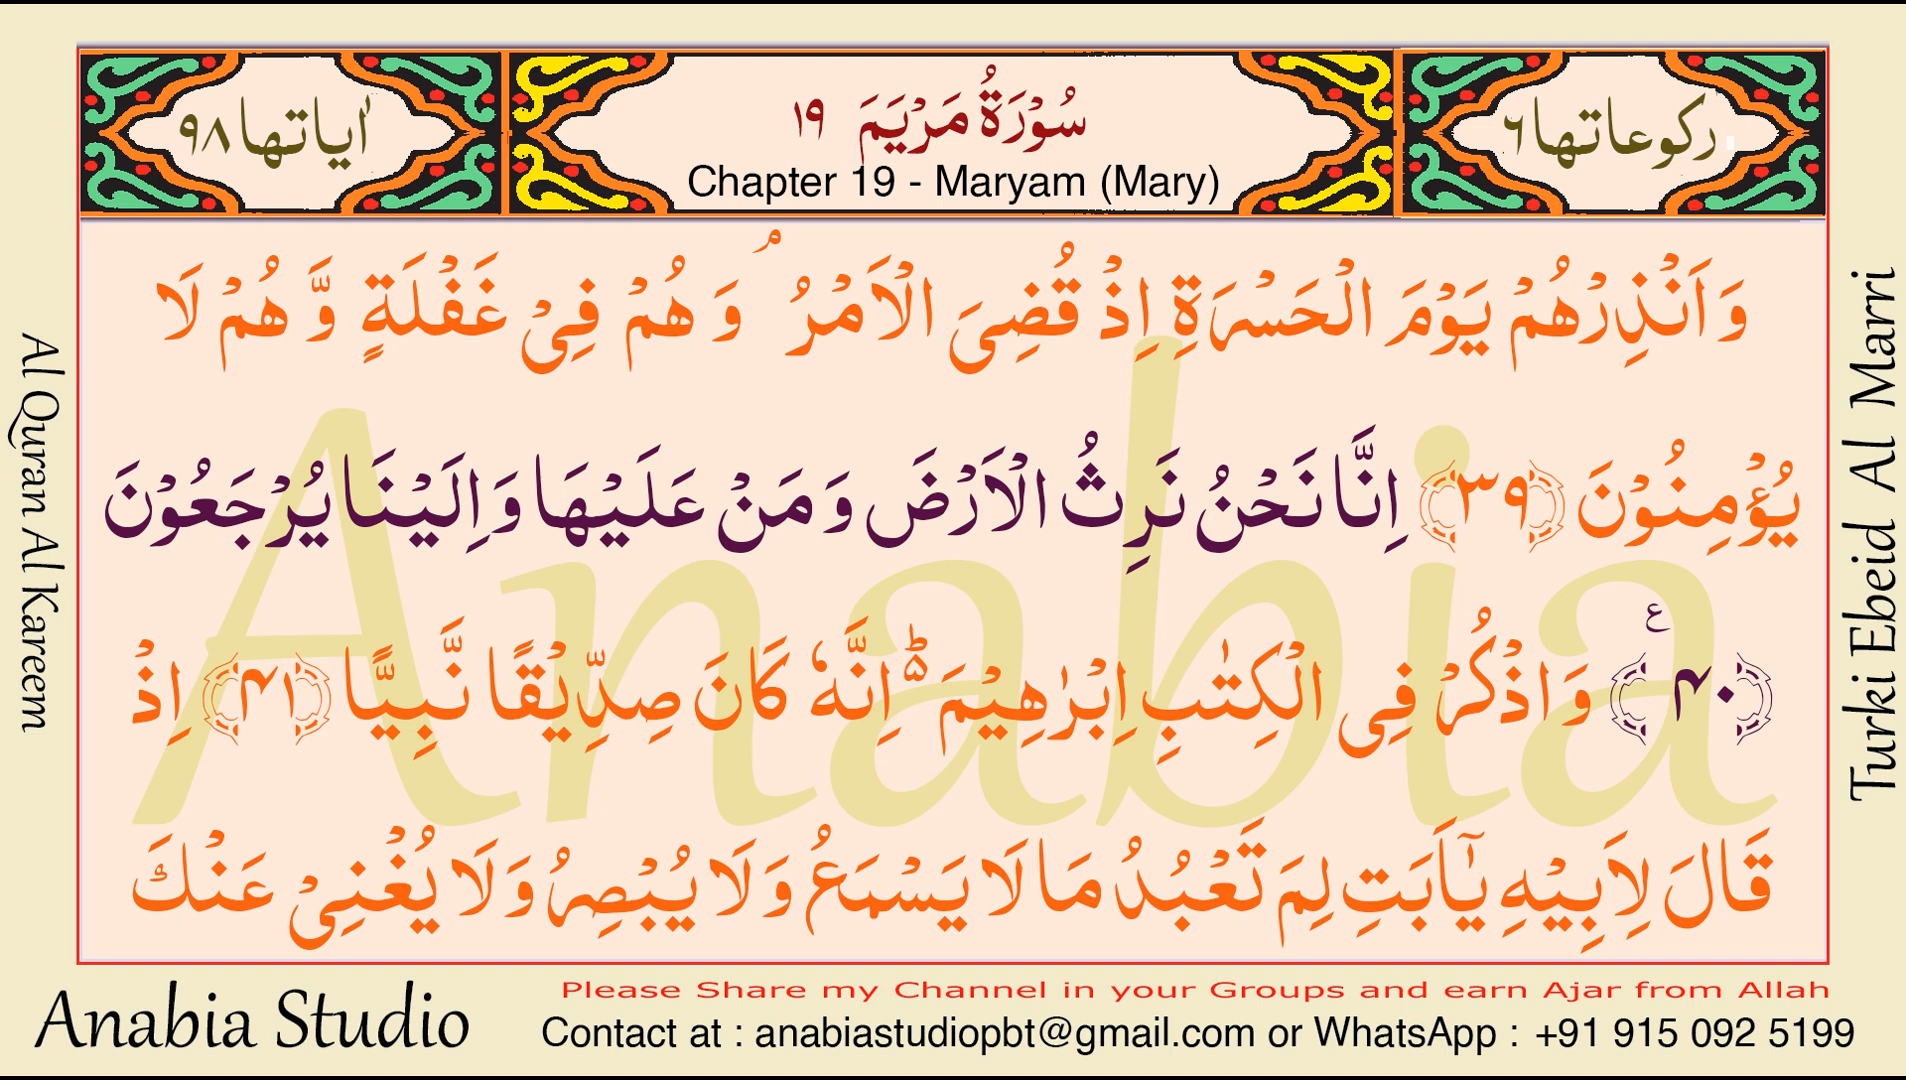 رکوعاتها ۶
سُوْرَۃُ مَرْیَمَ ۱۹
اٰیاتها ۹۸
Chapter 19 - Maryam (Mary)
وَ اَنْذِرْهُمْ یَوْمَ الْحَسْرَۃِ اِذْ قُضِیَ الْاَمْرُ ۘ وَ هُمْ فِیْ غَفْلَۃٍ وَّ هُمْ لَا
یُؤْمِنُوْنَ ﴿۳۹﴾ اِنَّا نَحْنُ نَرِثُ الْاَرْضَ وَ مَنْ عَلَیْهَا وَ اِلَیْنَا یُرْجَعُوْنَ
﴿۴۰﴾ ع وَ اذْکُرْ فِی الْکِتٰبِ اِبْرٰهِیْمَ ۬ؕ اِنَّهٗ کَانَ صِدِّیْقًا نَّبِیًّا ﴿۴۱﴾ اِذْ
قَالَ لِاَبِیْهِ یٰۤاَبَتِ لِمَ تَعْبُدُ مَا لَا یَسْمَعُ وَ لَا یُبْصِرُ وَ لَا یُغْنِیْ عَنْکَ
Al Quran Al Kareem
Turki Ebeid Al Marri
Anabia
Anabia Studio
Please Share my Channel in your Groups and earn Ajar from Allah
Contact at : anabiastudiopbt@gmail.com or WhatsApp : +91 915 092 5199